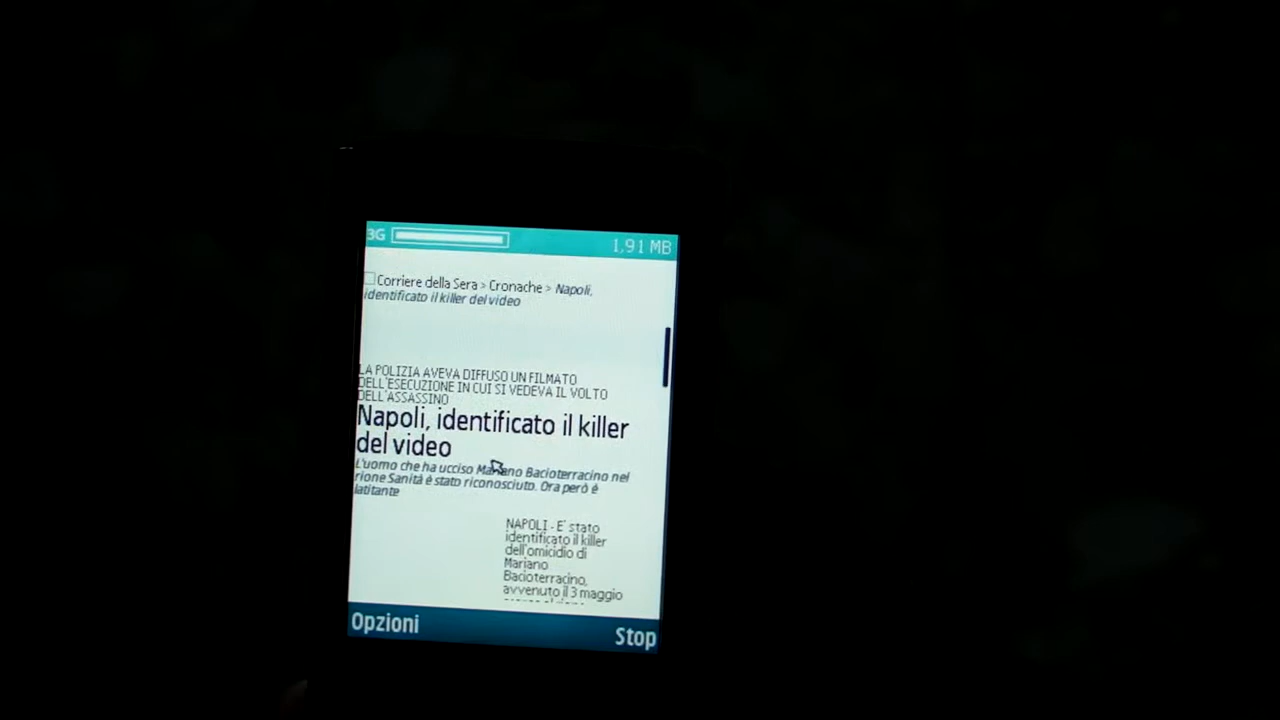 3G 1,91 MB
Corriere della Sera > Cronache > Napoli,
identificato il killer del video
LA POLIZIA AVEVA DIFFUSO UN FILMATO
DELL'ESECUZIONE IN CUI SI VEDEVA IL VOLTO
DELL'ASSASSINO
Napoli, identificato il killer
del video
L'uomo che ha ucciso Mariano Bacioterracino nel
rione Sanità è stato riconosciuto. Ora però è
latitante
NAPOLI - E' stato
identificato il killer
dell'omicidio di
Mariano
Bacioterracino,
avvenuto il 3 maggio
Opzioni Stop